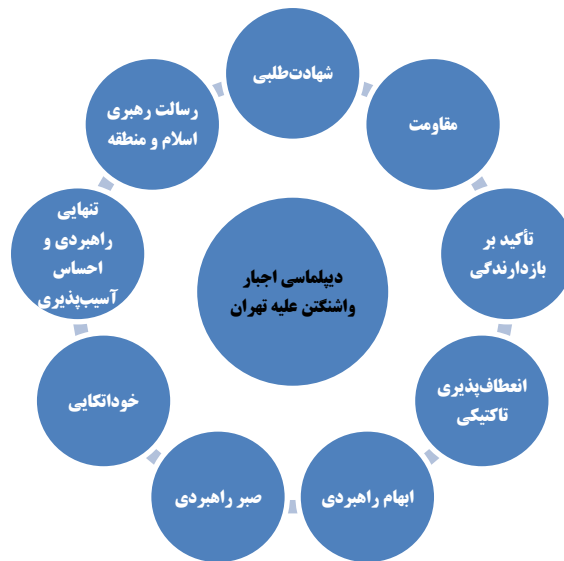 شهادت‌طلبی
مقاومت
تأکید بر
بازدارندگی
انعطاف‌پذیری
تاکتیکی
ابهام راهبردی
صبر راهبردی
خوداتکایی
تنهایی
راهبردی و
احساس
آسیب‌پذیری
رسالت رهبری
اسلام و منطقه
دیپلماسی اجبار
واشنگتن علیه تهران